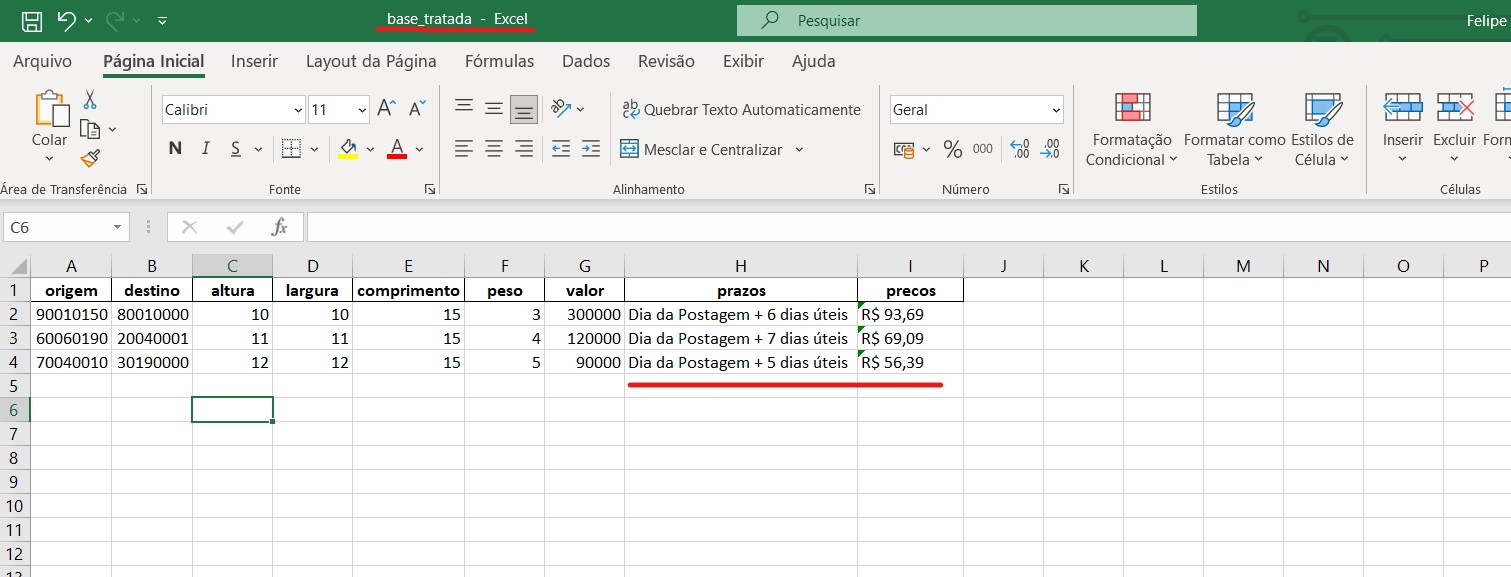 base_tratada - Excel
Pesquisar
Felipe
Arquivo Página Inicial Inserir Layout da Página Fórmulas Dados Revisão Exibir Ajuda
Colar
Calibri 11 A A
N I S A
ab Quebrar Texto Automaticamente
Mesclar e Centralizar
Geral
% 000 ,00 ,00
Formatação Condicional
Formatar como Tabela
Estilos de Célula
Inserir Excluir Form
Área de Transferência Fonte Alinhamento Número Estilos Células
C6 fx
A B C D E F G H I J K L M N O P
1 origem destino altura largura comprimento peso valor prazos precos
2 90010150 80010000 10 10 15 3 300000 Dia da Postagem + 6 dias úteis R$ 93,69
3 60060190 20040001 11 11 15 4 120000 Dia da Postagem + 7 dias úteis R$ 69,09
4 70040010 30190000 12 12 15 5 90000 Dia da Postagem + 5 dias úteis R$ 56,39
5
6
7
8
9
10
11
12
13